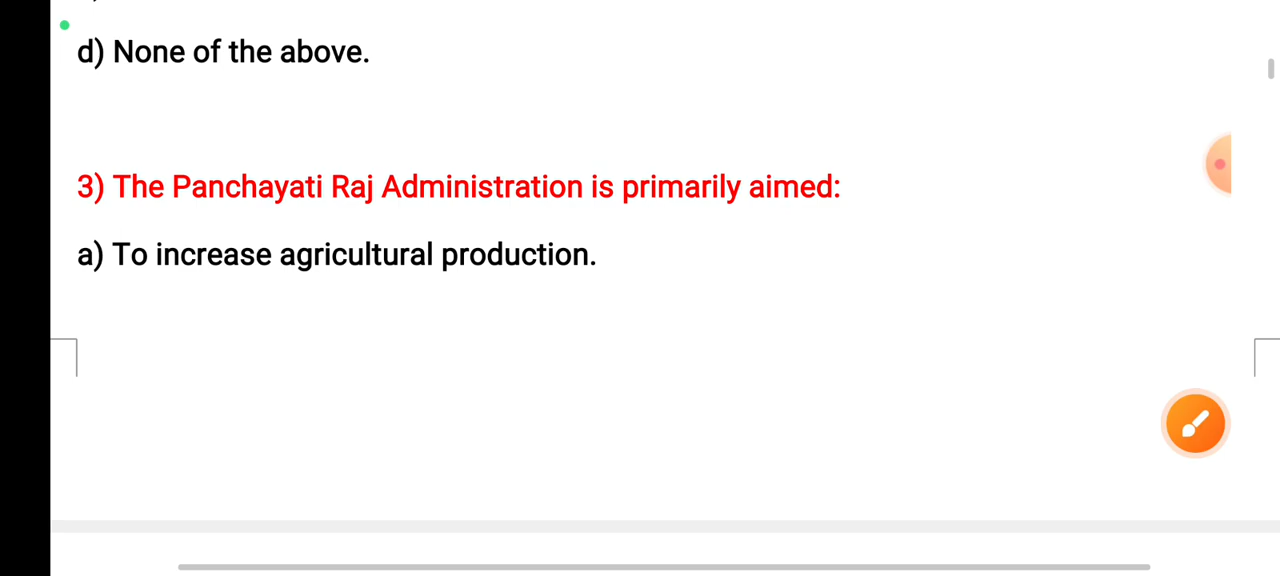 d) None of the above.
3) The Panchayati Raj Administration is primarily aimed:
a) To increase agricultural production.